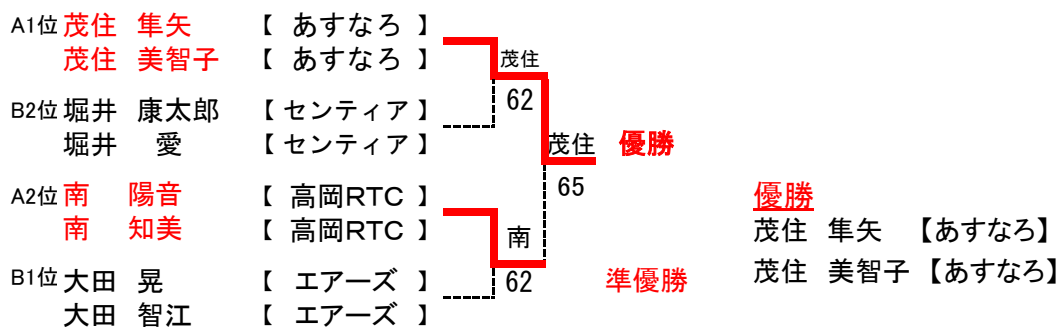 A1位 茂住 隼矢 【 あすなろ 】
茂住 美智子 【 あすなろ 】
茂住
62
B2位 堀井 康太郎 【 センティア 】
堀井 愛 【 センティア 】
茂住 優勝
65
A2位 南 陽音 【 高岡RTC 】
南 知美 【 高岡RTC 】
南
62 準優勝
B1位 大田 晃 【 エアーズ 】
大田 智江 【 エアーズ 】
優勝
茂住 隼矢 【あすなろ】
茂住 美智子 【あすなろ】